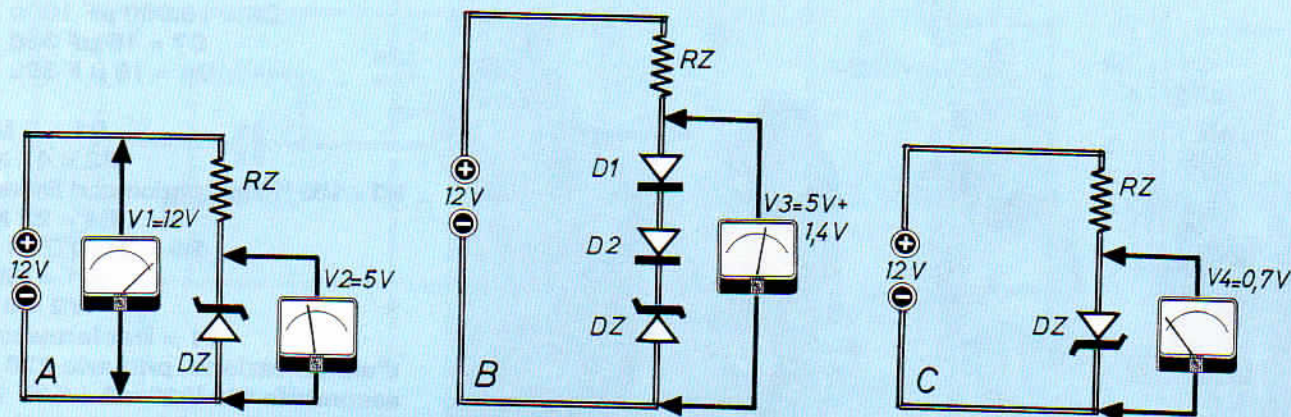 12V
V1=12V
RZ
V2=5V
DZ
A
12V
RZ
D1
D2
DZ
V3=5V+
1,4V
B
12V
RZ
DZ
V4=0,7V
C